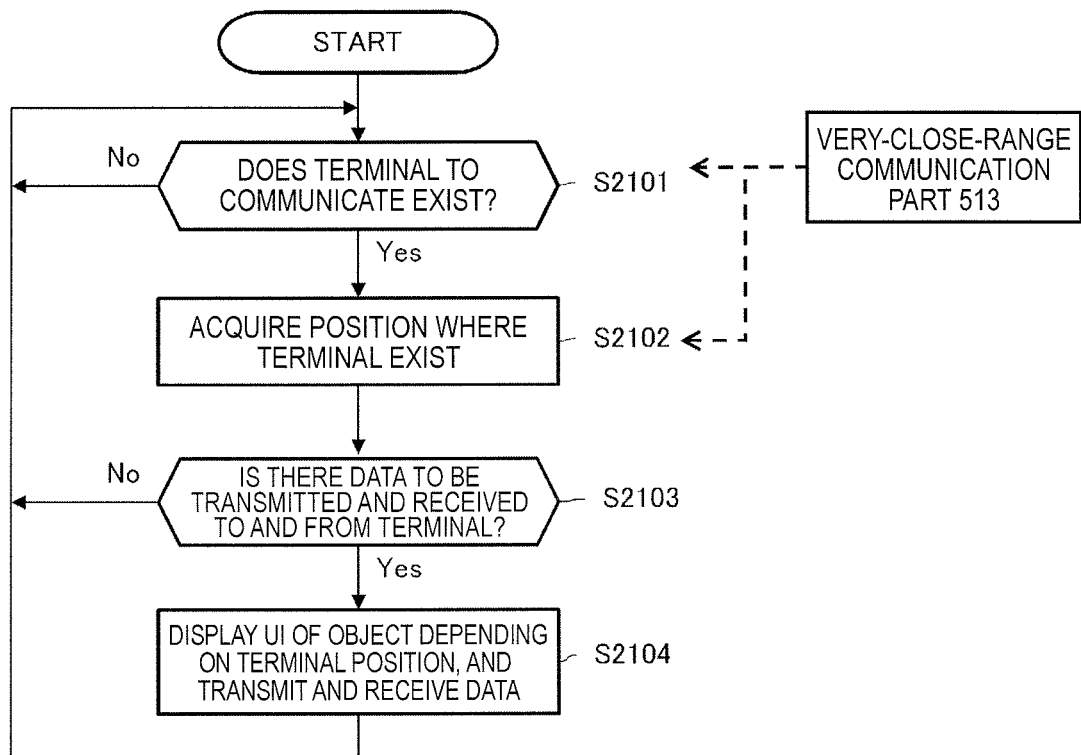 START
No
DOES TERMINAL TO
COMMUNICATE EXIST?
S2101
VERY-CLOSE-RANGE
COMMUNICATION
PART 513
Yes
ACQUIRE POSITION WHERE
TERMINAL EXIST
S2102
No
IS THERE DATA TO BE
TRANSMITTED AND RECEIVED
TO AND FROM TERMINAL?
S2103
Yes
DISPLAY UI OF OBJECT DEPENDING
ON TERMINAL POSITION, AND
TRANSMIT AND RECEIVE DATA
S2104